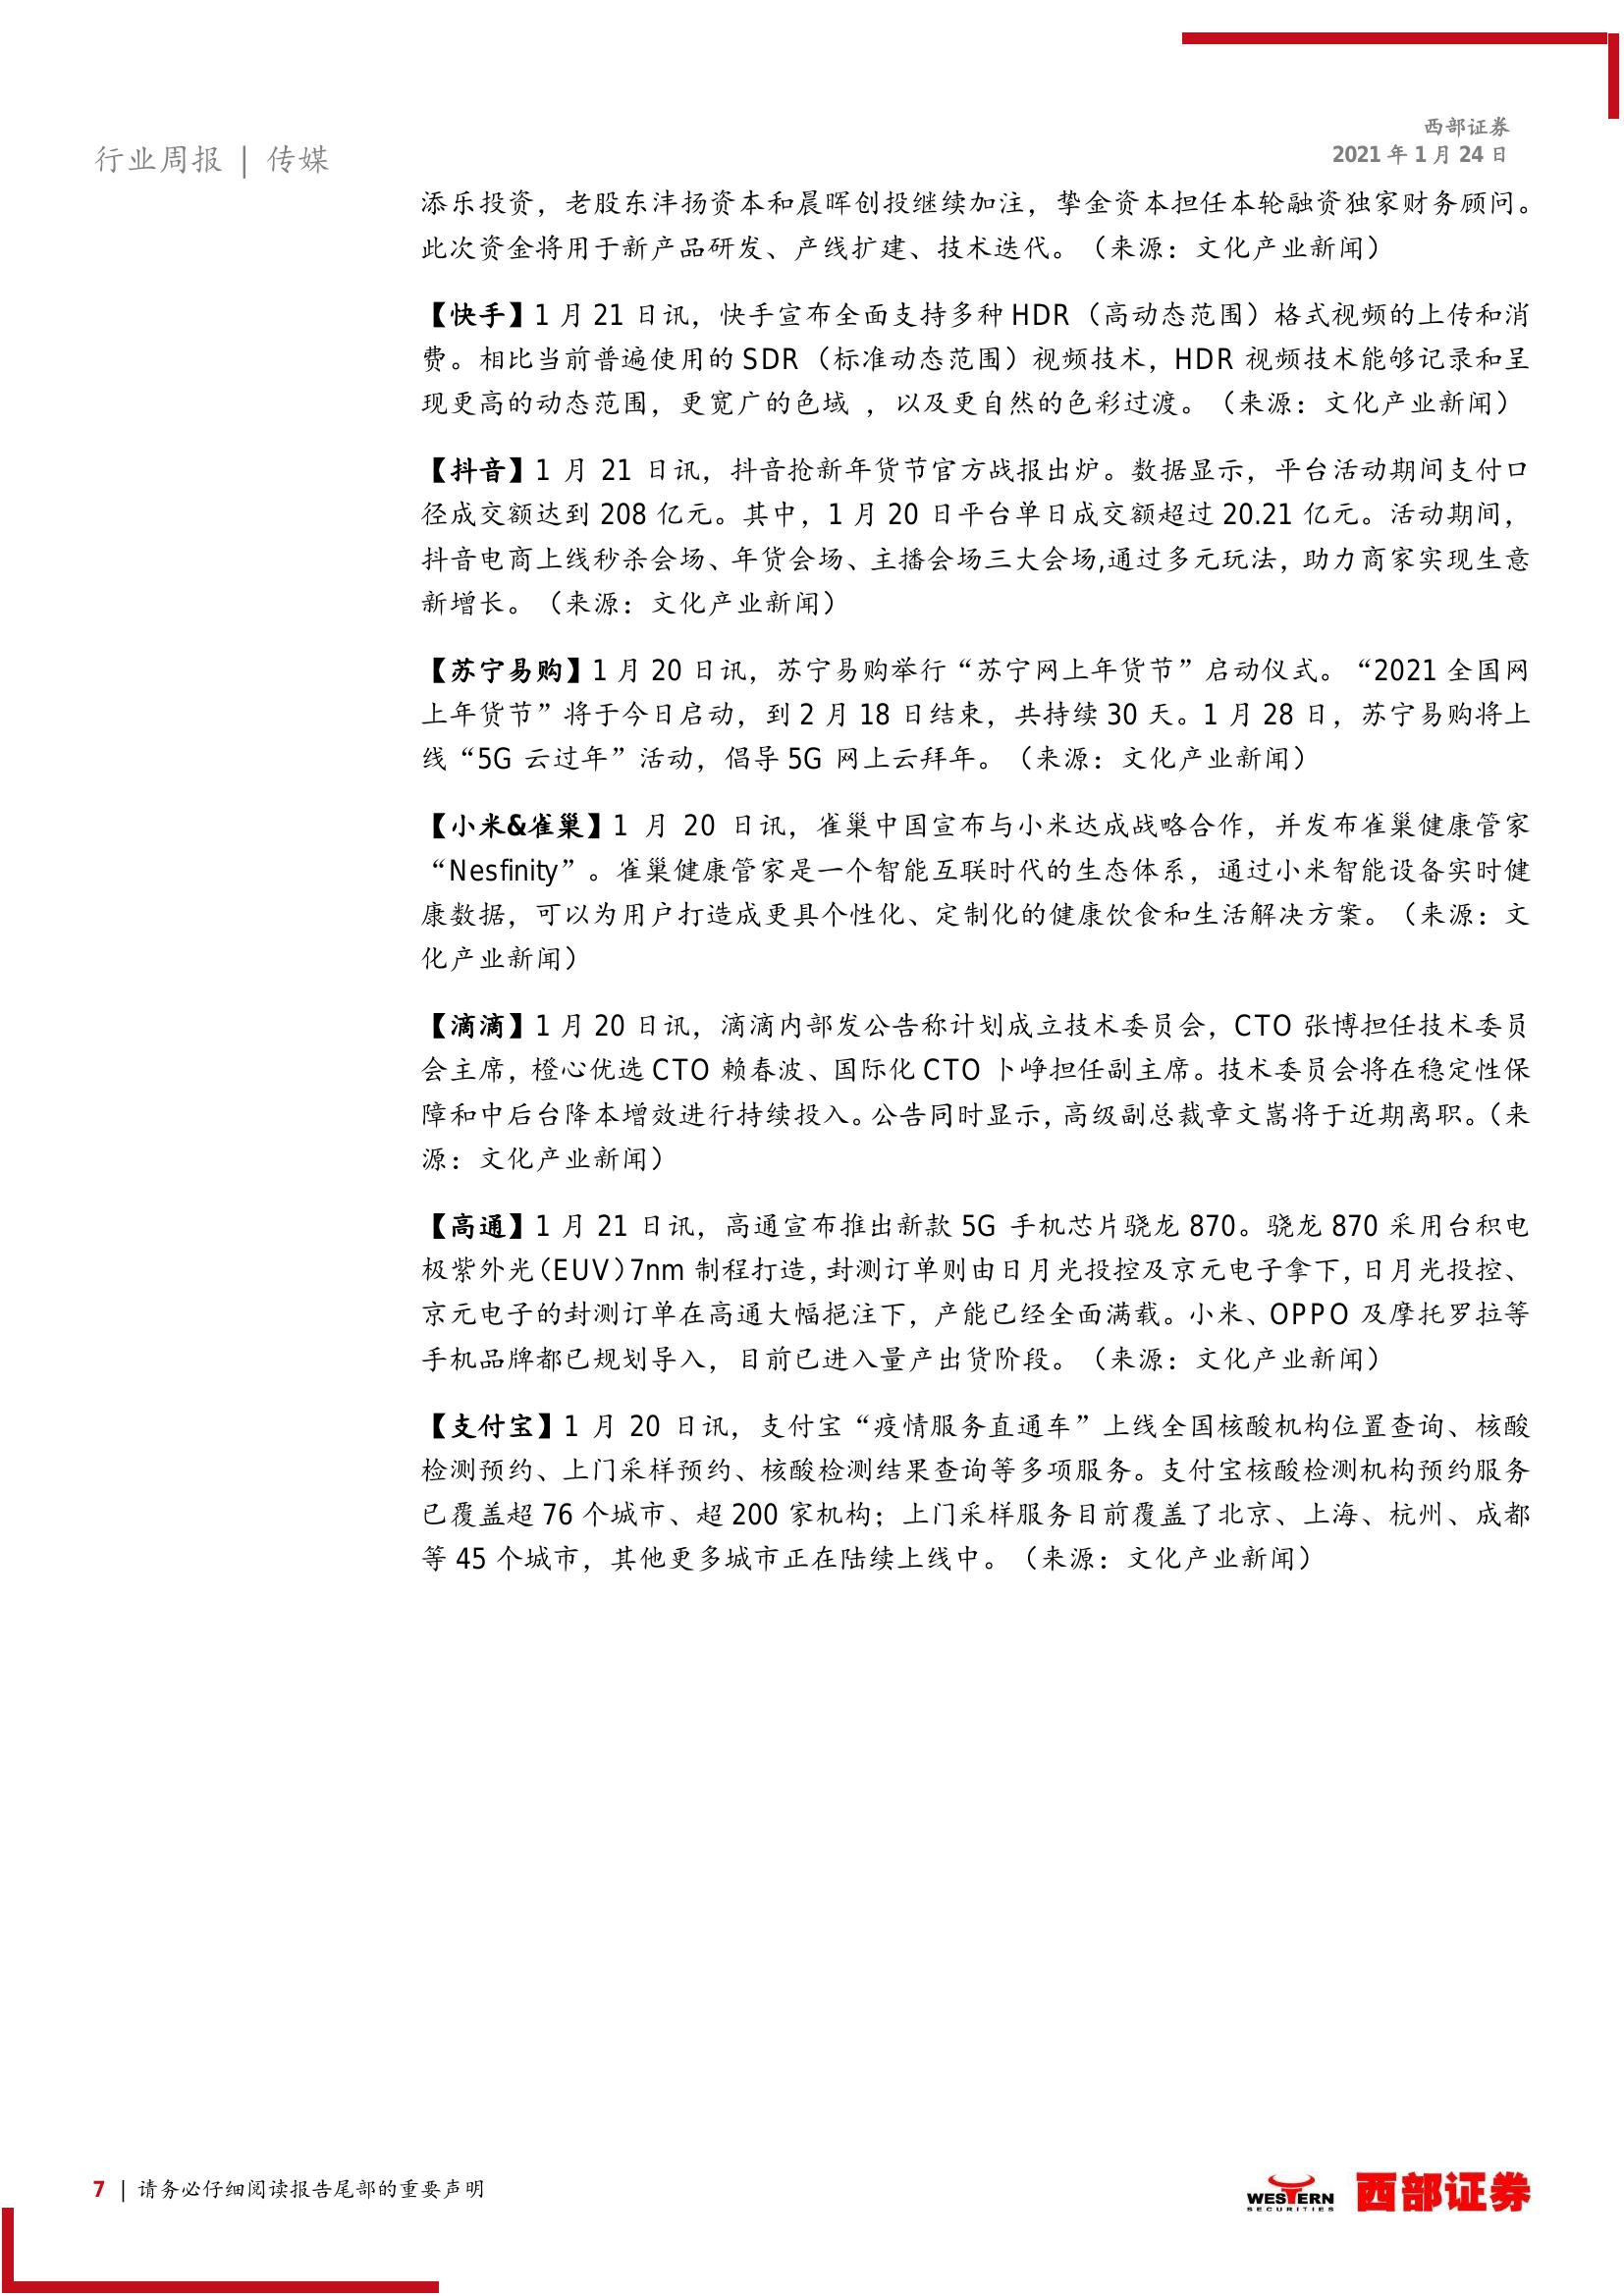 西部证券
2021 年 1 月 24 日
行业周报 | 传媒
添乐投资，老股东沣扬资本和晨晖创投继续加注，挚金资本担任本轮融资独家财务顾问。
此次资金将用于新产品研发、产线扩建、技术迭代。（来源：文化产业新闻）
【快手】1 月 21 日讯，快手宣布全面支持多种 HDR（高动态范围）格式视频的上传和消
费。相比当前普遍使用的 SDR（标准动态范围）视频技术，HDR 视频技术能够记录和呈
现更高的动态范围，更宽广的色域 ，以及更自然的色彩过渡。（来源：文化产业新闻）
【抖音】1 月 21 日讯，抖音抢新年货节官方战报出炉。数据显示，平台活动期间支付口
径成交额达到 208 亿元。其中，1 月 20 日平台单日成交额超过 20.21 亿元。活动期间，
抖音电商上线秒杀会场、年货会场、主播会场三大会场,通过多元玩法，助力商家实现生意
新增长。（来源：文化产业新闻）
【苏宁易购】1 月 20 日讯，苏宁易购举行“苏宁网上年货节”启动仪式。“2021 全国网
上年货节”将于今日启动，到 2 月 18 日结束，共持续 30 天。1 月 28 日，苏宁易购将上
线“5G 云过年”活动，倡导 5G 网上云拜年。（来源：文化产业新闻）
【小米&雀巢】1 月 20 日讯，雀巢中国宣布与小米达成战略合作，并发布雀巢健康管家
“Nesfinity”。雀巢健康管家是一个智能互联时代的生态体系，通过小米智能设备实时健
康数据，可以为用户打造成更具个性化、定制化的健康饮食和生活解决方案。（来源：文
化产业新闻）
【滴滴】1 月 20 日讯，滴滴内部发公告称计划成立技术委员会，CTO 张博担任技术委员
会主席，橙心优选 CTO 赖春波、国际化 CTO 卜峥担任副主席。技术委员会将在稳定性保
障和中后台降本增效进行持续投入。公告同时显示，高级副总裁章文嵩将于近期离职。（来
源：文化产业新闻）
【高通】1 月 21 日讯，高通宣布推出新款 5G 手机芯片骁龙 870。骁龙 870 采用台积电
极紫外光（EUV）7nm 制程打造，封测订单则由日月光投控及京元电子拿下，日月光投控、
京元电子的封测订单在高通大幅挹注下，产能已经全面满载。小米、OPPO 及摩托罗拉等
手机品牌都已规划导入，目前已进入量产出货阶段。（来源：文化产业新闻）
【支付宝】1 月 20 日讯，支付宝“疫情服务直通车”上线全国核酸机构位置查询、核酸
检测预约、上门采样预约、核酸检测结果查询等多项服务。支付宝核酸检测机构预约服务
已覆盖超 76 个城市、超 200 家机构；上门采样服务目前覆盖了北京、上海、杭州、成都
等 45 个城市，其他更多城市正在陆续上线中。（来源：文化产业新闻）
7 | 请务必仔细阅读报告尾部的重要声明
WESTERN
SECURITIES
西部证券